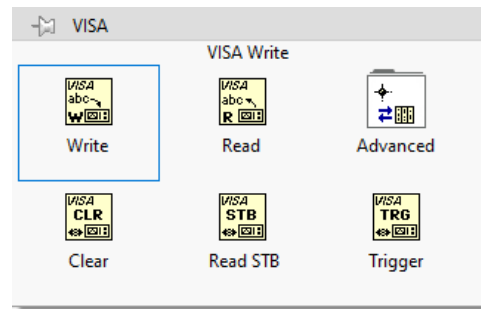 VISA
VISA Write
VISA
abc
W
VISA
abc
R
Write
Read
Advanced
VISA
CLR
VISA
STB
VISA
TRG
Clear
Read STB
Trigger